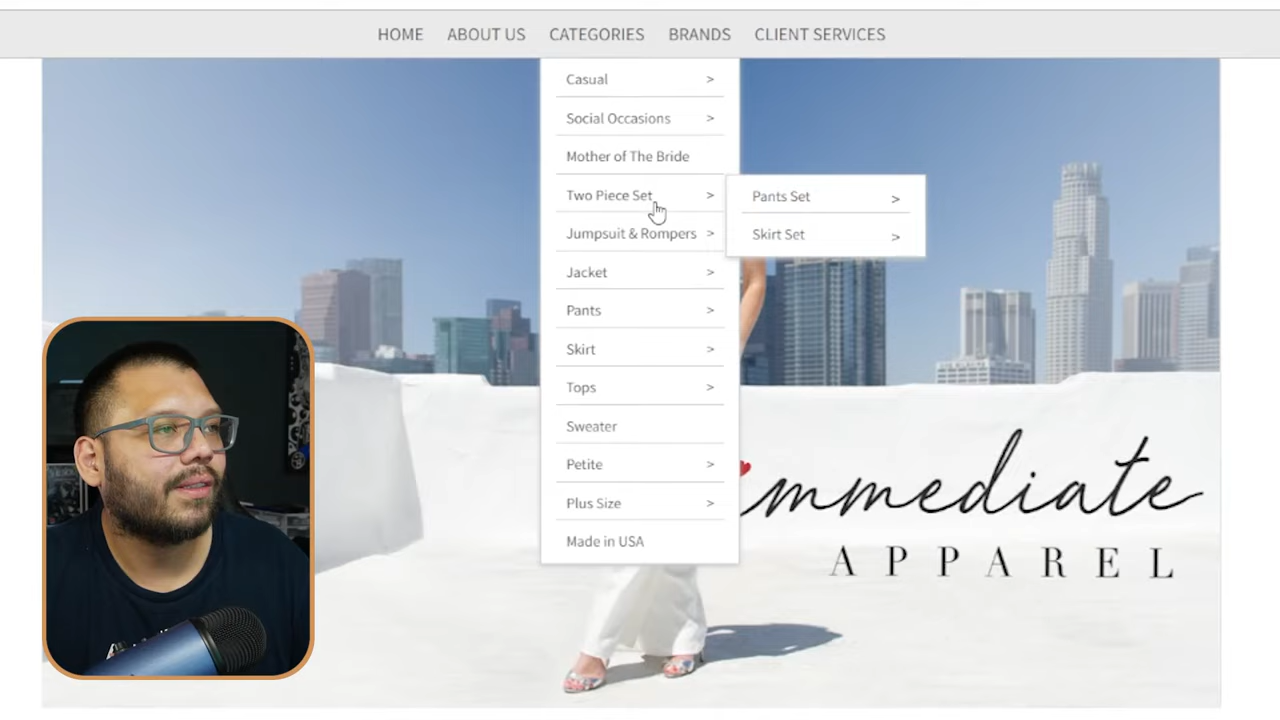 HOME ABOUT US CATEGORIES BRANDS CLIENT SERVICES
Casual >
Social Occasions >
Mother of The Bride
Two Piece Set >
Pants Set >
Jumpsuit & Rompers >
Skirt Set >
Jacket >
Pants >
Skirt >
Tops >
Sweater
Petite >
Plus Size >
Made in USA
immediate
APPAREL